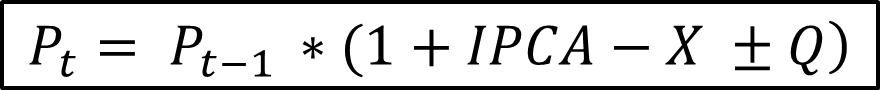 P_t = P_{t−1} * (1 + IPCA − X ± Q)